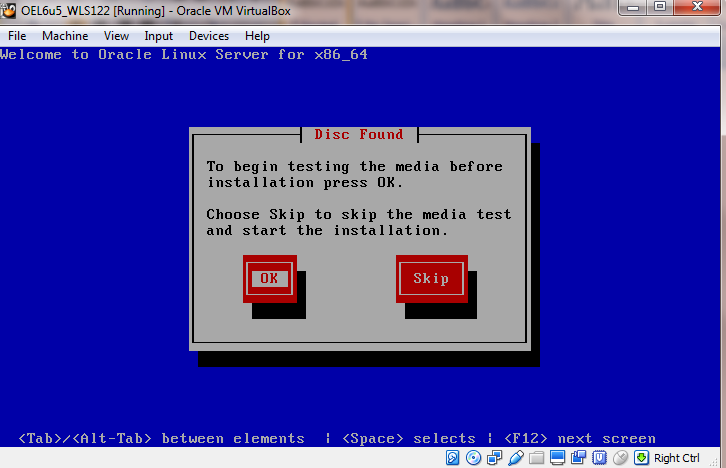 OEL6u5_WLS122 [Running] - Oracle VM VirtualBox
File Machine View Input Devices Help
Welcome to Oracle Linux Server for x86_64
Disc Found
To begin testing the media before
installation press OK.
Choose Skip to skip the media test
and start the installation.
OK Skip
<Tab>/<Alt-Tab> between elements | <Space> selects | <F12> next screen
Right Ctrl